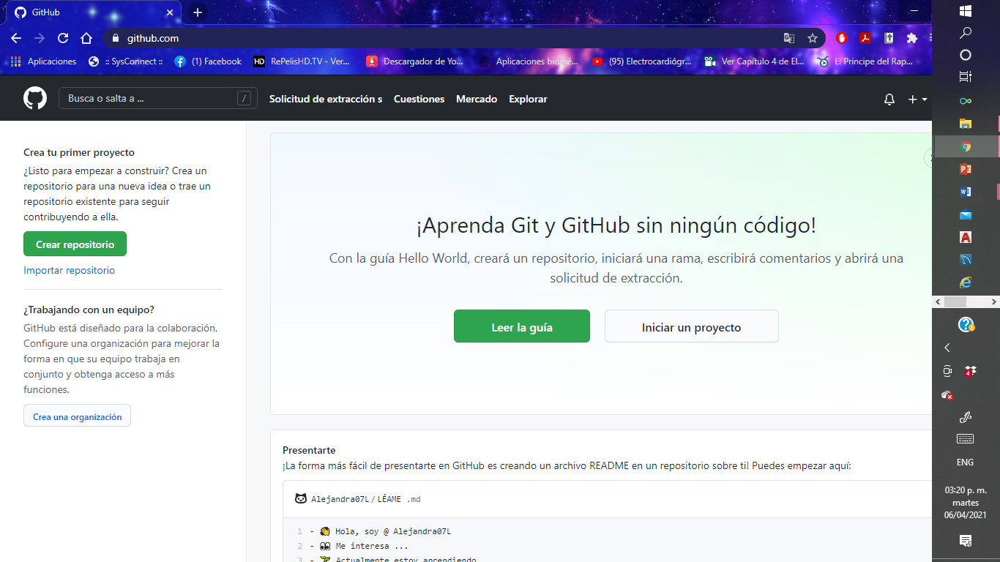 GitHub
github.com
Aplicaciones
:: SysConnect ::
(1) Facebook
HD RePelisHD.TV - Ver...
Descargador de Yo...
Aplicaciones biomé...
(95) Electrocardiógr...
Ver Capítulo 4 de El...
El Principe del Rap...
Busca o salta a ... /
Solicitud de extracción s
Cuestiones
Mercado
Explorar
Crea tu primer proyecto
¿Listo para empezar a construir? Crea un
repositorio para una nueva idea o trae un
repositorio existente para seguir
contribuyendo a ella.
Crear repositorio
Importar repositorio
¿Trabajando con un equipo?
GitHub está diseñado para la colaboración.
Configure una organización para mejorar la
forma en que su equipo trabaja en
conjunto y obtenga acceso a más
funciones.
Crea una organización
¡Aprenda Git y GitHub sin ningún código!
Con la guía Hello World, creará un repositorio, iniciará una rama, escribirá comentarios y abrirá una
solicitud de extracción.
Leer la guía
Iniciar un proyecto
Presentarte
¡La forma más fácil de presentarte en GitHub es creando un archivo README en un repositorio sobre ti! Puedes empezar aquí:
Alejandra07L / LÉAME .md
1 - 👋 Hola, soy @ Alejandra07L
2 - 👀 Me interesa ...
3 - 🌱 Actualmente estoy aprendiendo
4
ENG
03:20 p. m.
martes
06/04/2021